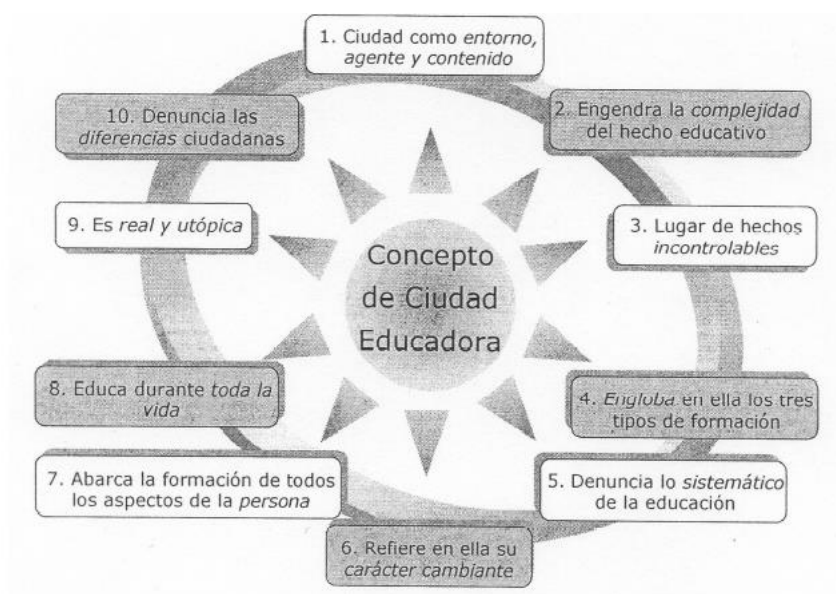 1. Ciudad como entorno,
agente y contenido
2. Engendra la complejidad
del hecho educativo
3. Lugar de hechos
incontrolables
4. Engloba en ella los tres
tipos de formación
5. Denuncia lo sistemático
de la educación
6. Refiere en ella su
carácter cambiante
7. Abarca la formación de todos
los aspectos de la persona
8. Educa durante toda la
vida
9. Es real y utópica
10. Denuncia las
diferencias ciudadanas
Concepto
de Ciudad
Educadora